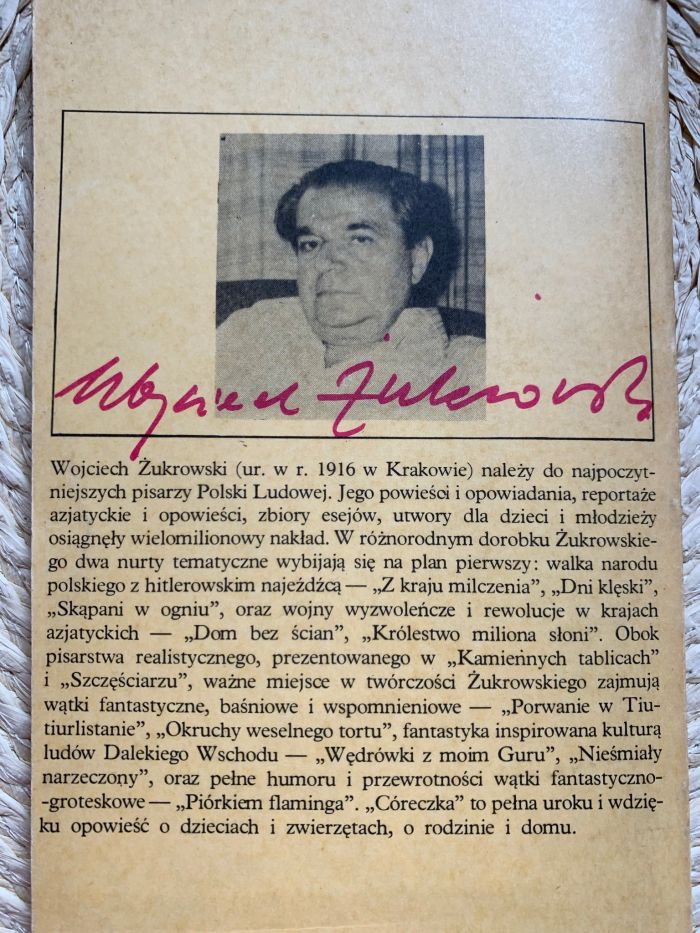 Wojciech Żukrowski
Wojciech Żukrowski (ur. w r. 1916 w Krakowie) należy do najpoczyt-
niejszych pisarzy Polski Ludowej. Jego powieści i opowiadania, reportaże
azjatyckie i opowieści, zbiory esejów, utwory dla dzieci i młodzieży
osiągnęły wielomilionowy nakład. W różnorodnym dorobku Żukrowskie-
go dwa nurty tematyczne wybijają się na plan pierwszy: walka narodu
polskiego z hitlerowskim najeźdźcą — „Z kraju milczenia”, „Dni klęski”,
„Skąpani w ogniu”, oraz wojny wyzwoleńcze i rewolucje w krajach
azjatyckich — „Dom bez ścian”, „Królestwo miliona słoni”. Obok
pisarstwa realistycznego, prezentowanego w „Kamiennych tablicach”
i „Szczęściarzu”, ważne miejsce w twórczości Żukrowskiego zajmują
wątki fantastyczne, baśniowe i wspomnieniowe — „Porwanie w Tiu-
tiurlistanie”, „Okruchy weselnego tortu”, fantastyka inspirowana kulturą
ludów Dalekiego Wschodu — „Wędrówki z moim Guru”, „Nieśmiały
narzeczony”, oraz pełne humoru i przewrotności wątki fantastyczno-
-groteskowe — „Piórkiem flaminga”. „Córeczka” to pełna uroku i wdzię-
ku opowieść o dzieciach i zwierzętach, o rodzinie i domu.